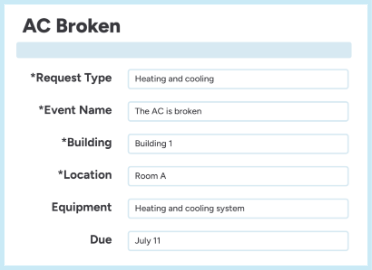 AC Broken
*Request Type Heating and cooling
*Event Name The AC is broken
*Building Building 1
*Location Room A
Equipment Heating and cooling system
Due July 11